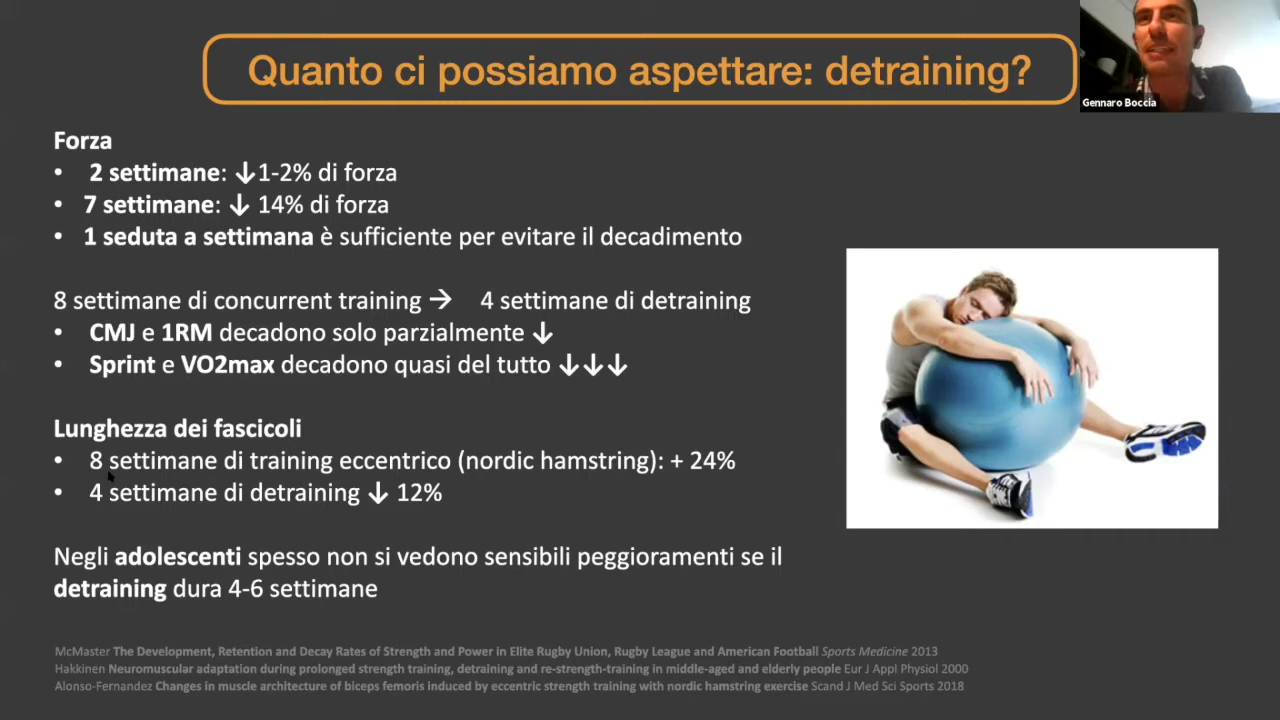 Quanto ci possiamo aspettare: detraining?
Gennaro Boccia
Forza
• 2 settimane: ↓1-2% di forza
• 7 settimane: ↓ 14% di forza
• 1 seduta a settimana è sufficiente per evitare il decadimento
8 settimane di concurrent training → 4 settimane di detraining
• CMJ e 1RM decadono solo parzialmente ↓
• Sprint e VO2max decadono quasi del tutto ↓↓↓
Lunghezza dei fascicoli
• 8 settimane di training eccentrico (nordic hamstring): + 24%
• 4 settimane di detraining ↓ 12%
Negli adolescenti spesso non si vedono sensibili peggioramenti se il
detraining dura 4-6 settimane
McMaster The Development, Retention and Decay Rates of Strength and Power in Elite Rugby Union, Rugby League and American Football Sports Medicine 2013
Hakkinen Neuromuscular adaptation during prolonged strength training, detraining and re-strength-training in middle-aged and elderly people Eur J Appl Physiol 2000
Alonso-Fernandez Changes in muscle architecture of biceps femoris induced by eccentric strength training with nordic hamstring exercise Scand J Med Sci Sports 2018